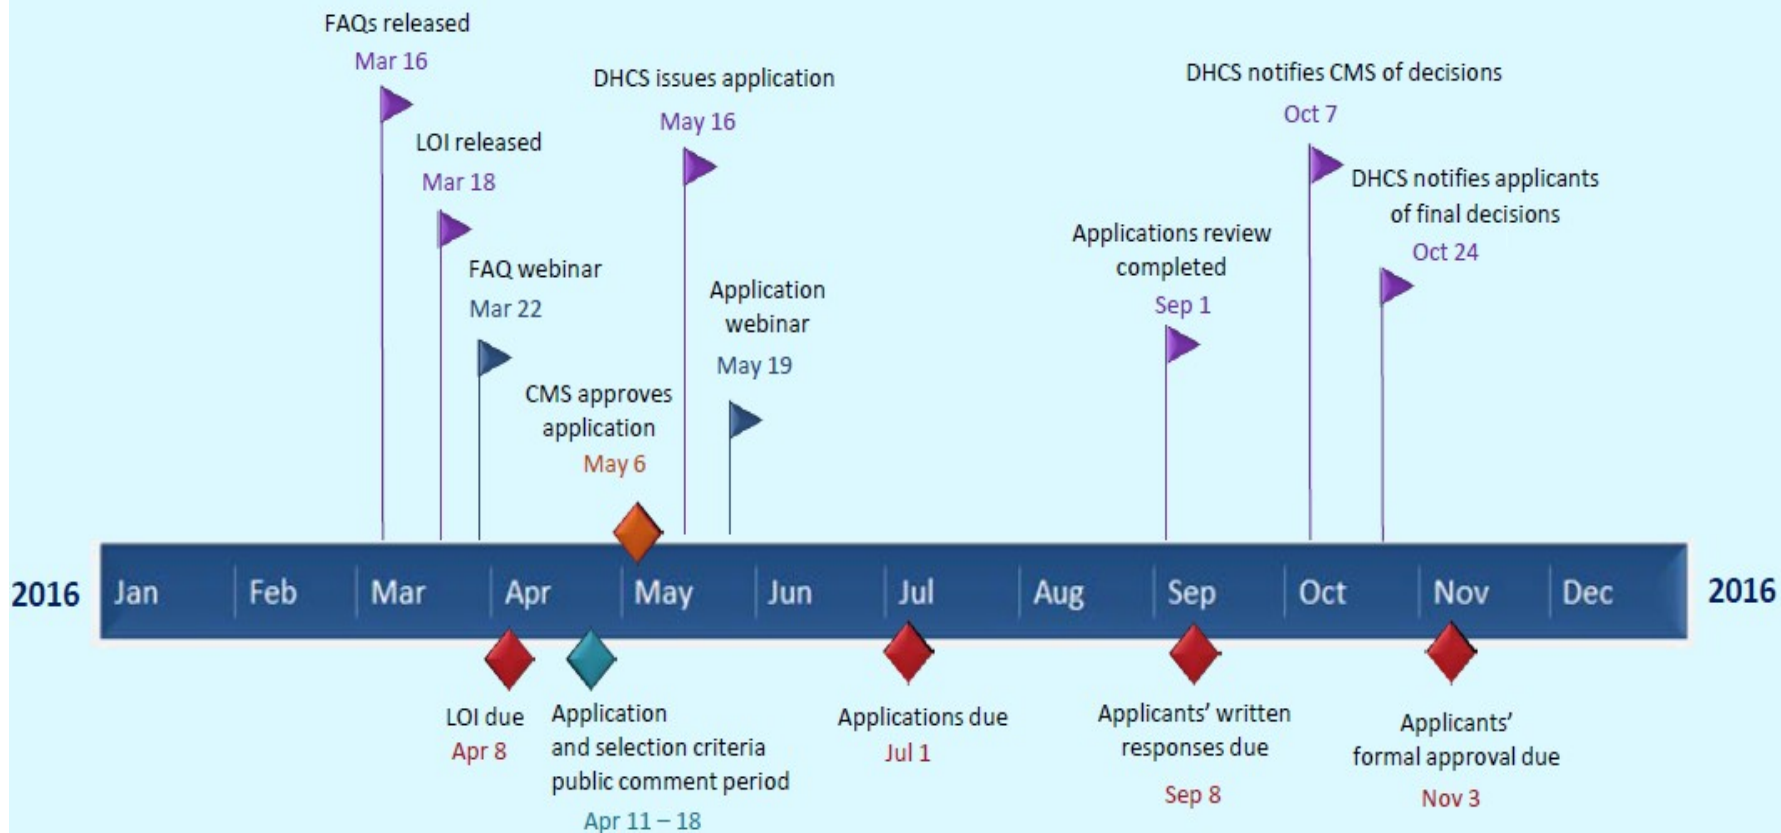 FAQs released
Mar 16
LOI released
Mar 18
FAQ webinar
Mar 22
CMS approves
application
May 6
DHCS issues application
May 16
Application
webinar
May 19
Applications review
completed
Sep 1
DHCS notifies CMS of decisions
Oct 7
DHCS notifies applicants
of final decisions
Oct 24
2016 Jan Feb Mar Apr May Jun Jul Aug Sep Oct Nov Dec 2016
LOI due
Apr 8
Application
and selection criteria
public comment period
Apr 11 – 18
Applications due
Jul 1
Applicants’ written
responses due
Sep 8
Applicants’
formal approval due
Nov 3